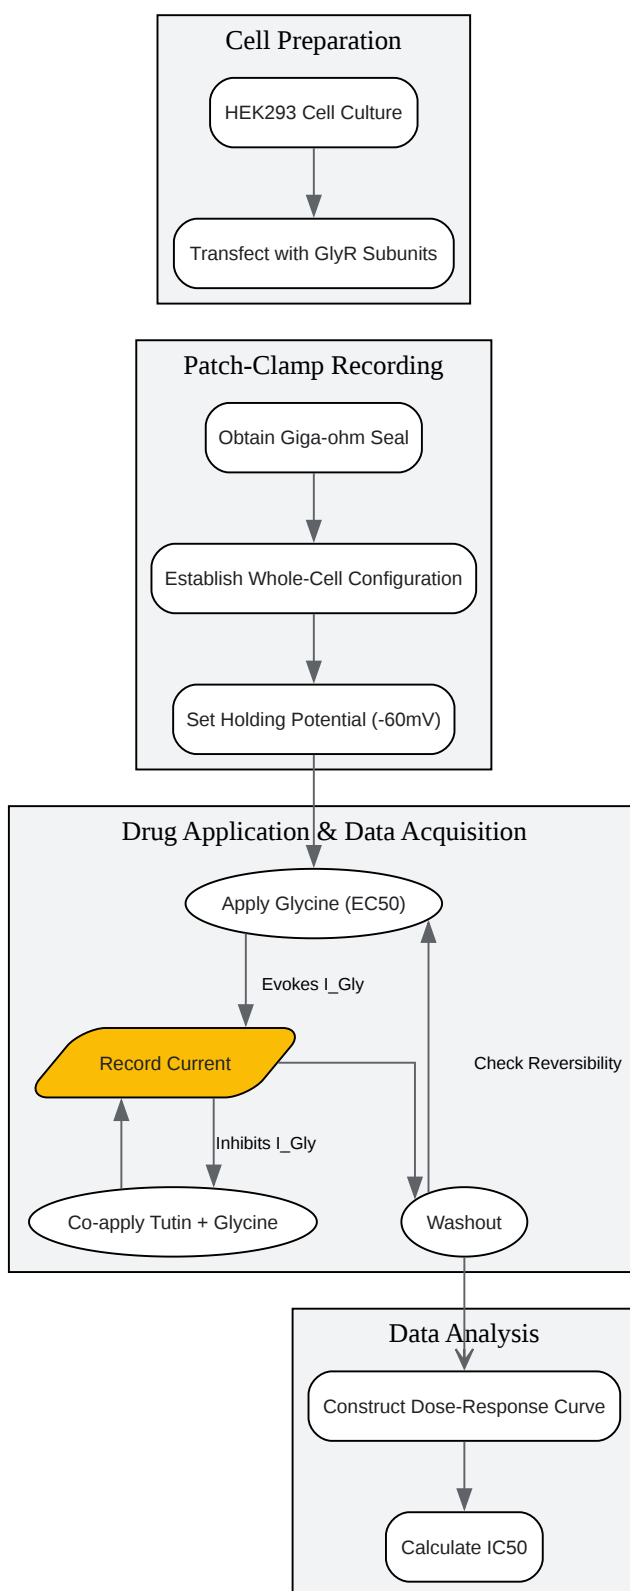 Cell Preparation
HEK293 Cell Culture
Transfect with GlyR Subunits
Patch-Clamp Recording
Obtain Giga-ohm Seal
Establish Whole-Cell Configuration
Set Holding Potential (-60mV)
Drug Application & Data Acquisition
Apply Glycine (EC50)
Evokes I_Gly
Record Current
Check Reversibility
Inhibits I_Gly
Co-apply Tutin + Glycine
Washout
Data Analysis
Construct Dose-Response Curve
Calculate IC50